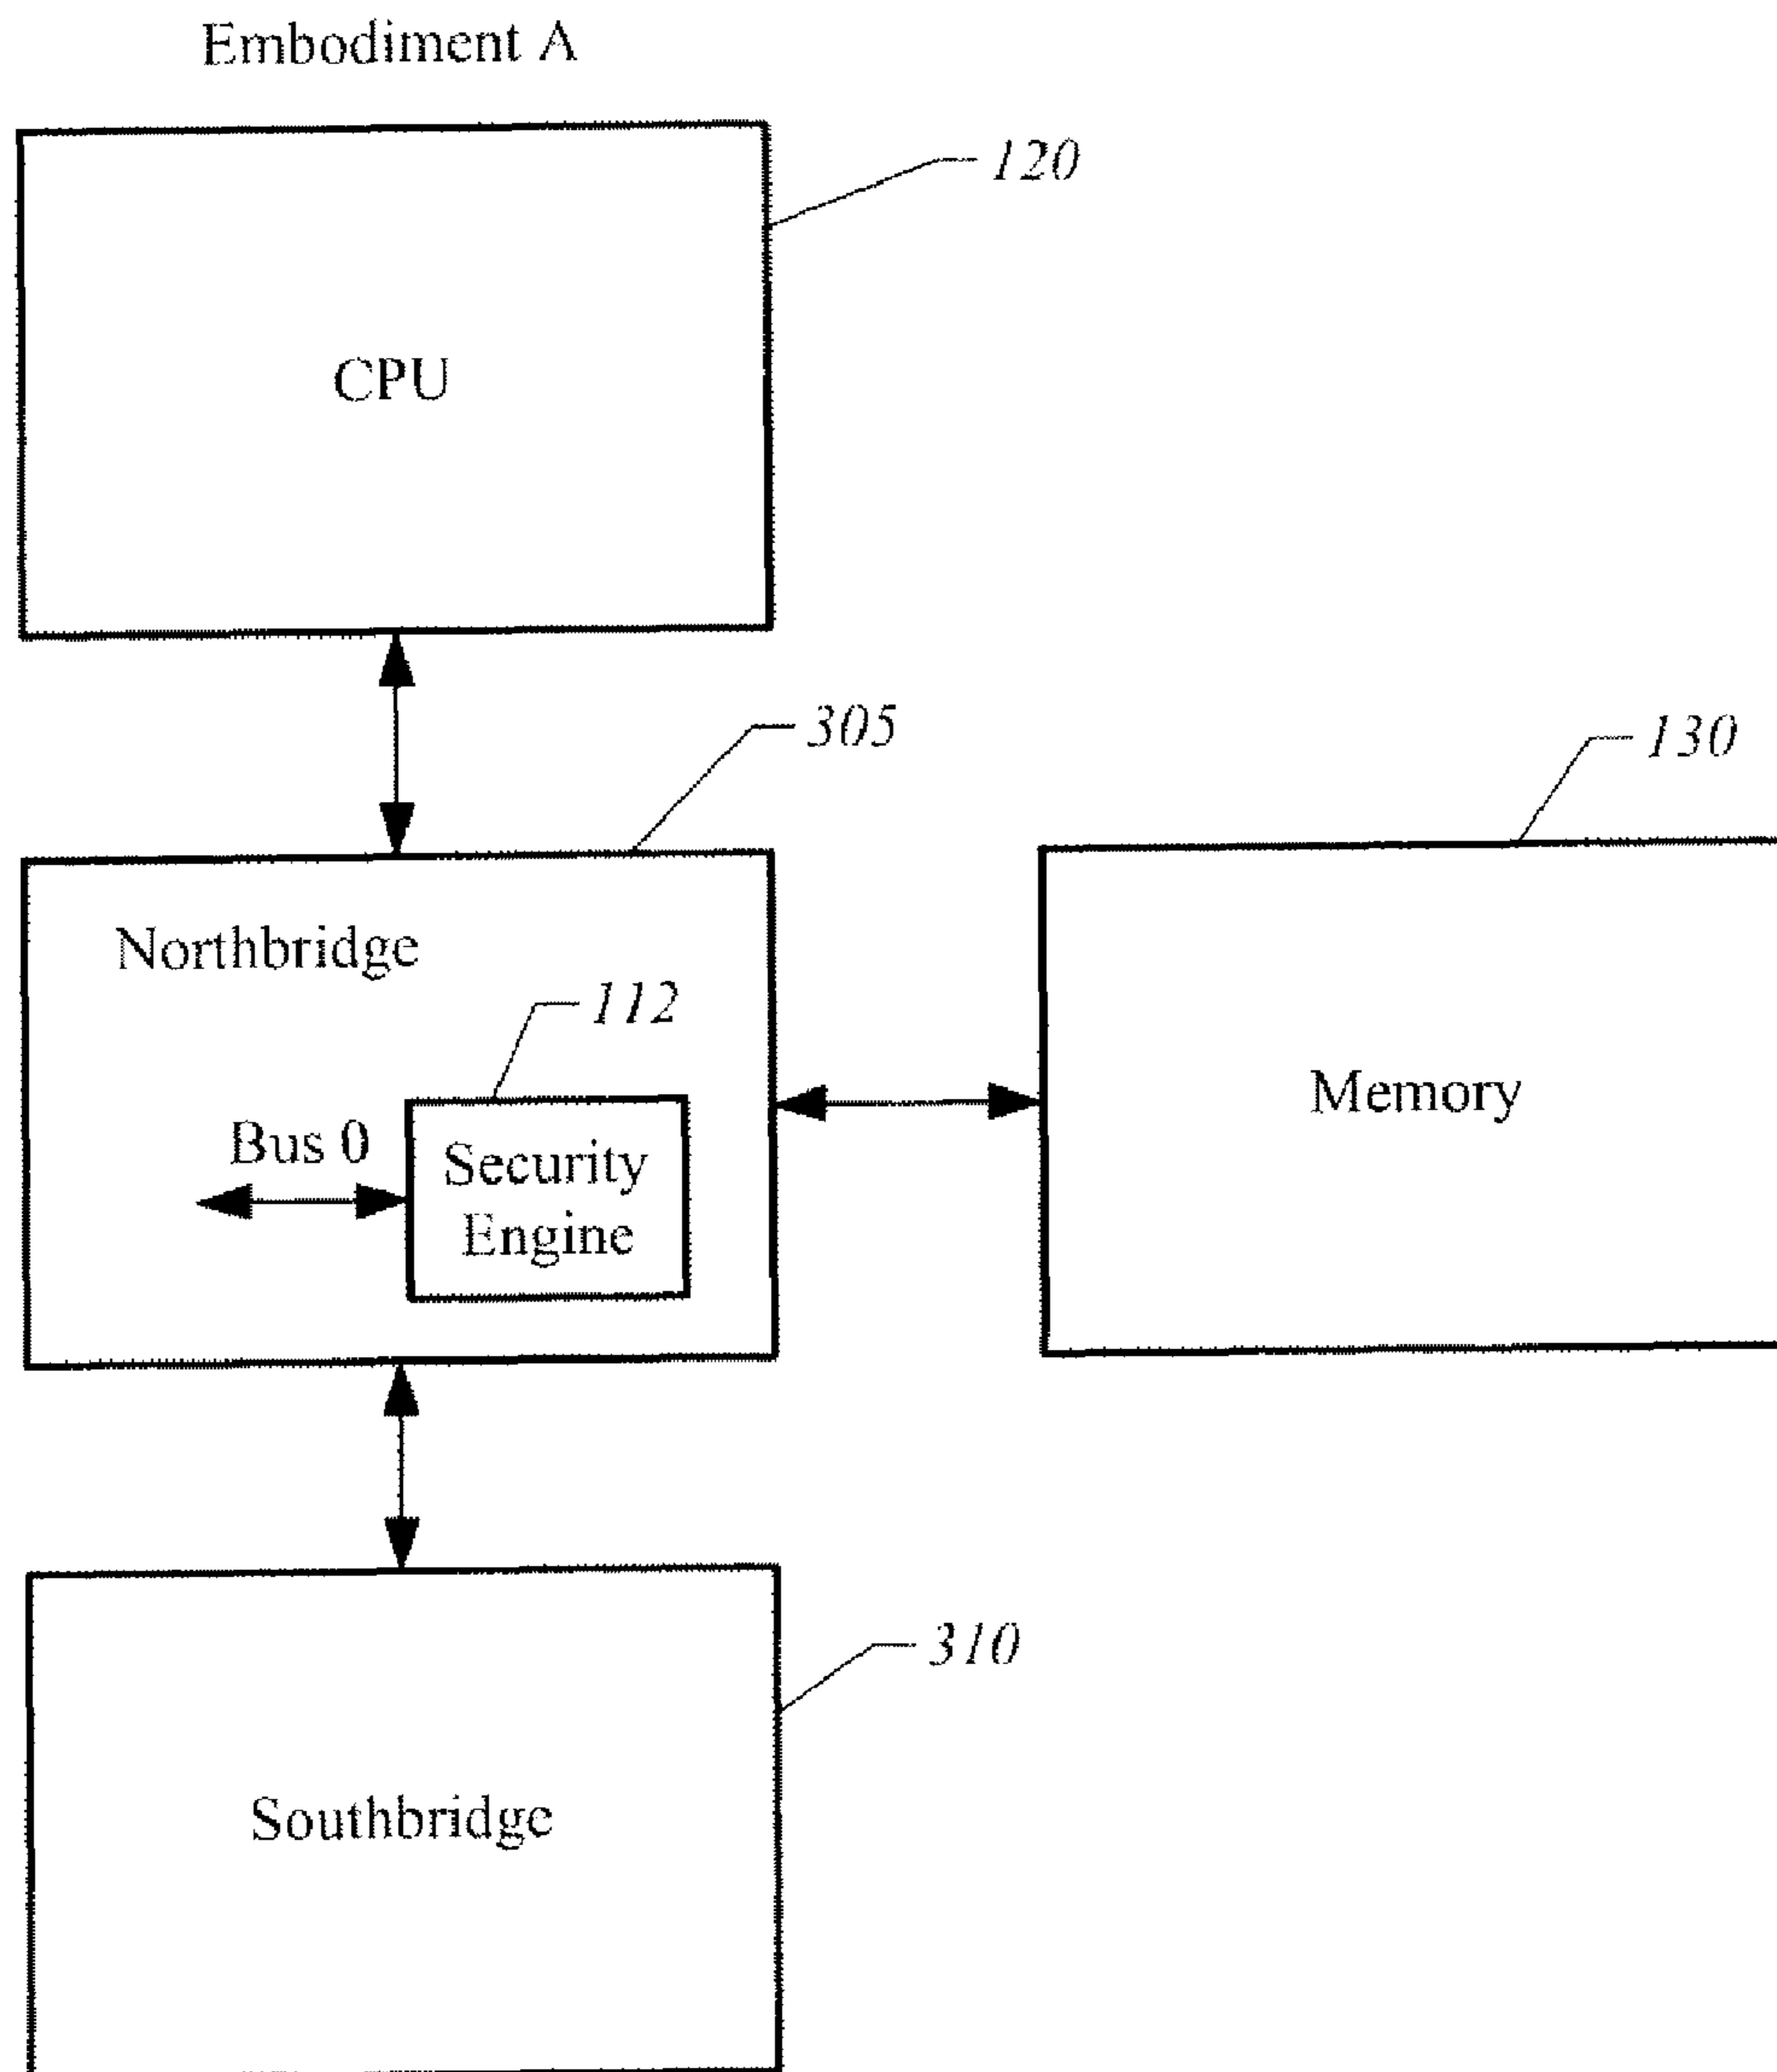 Embodiment A
120
CPU
305
130
Northbridge
112
Memory
Bus 0
Security
Engine
310
Southbridge